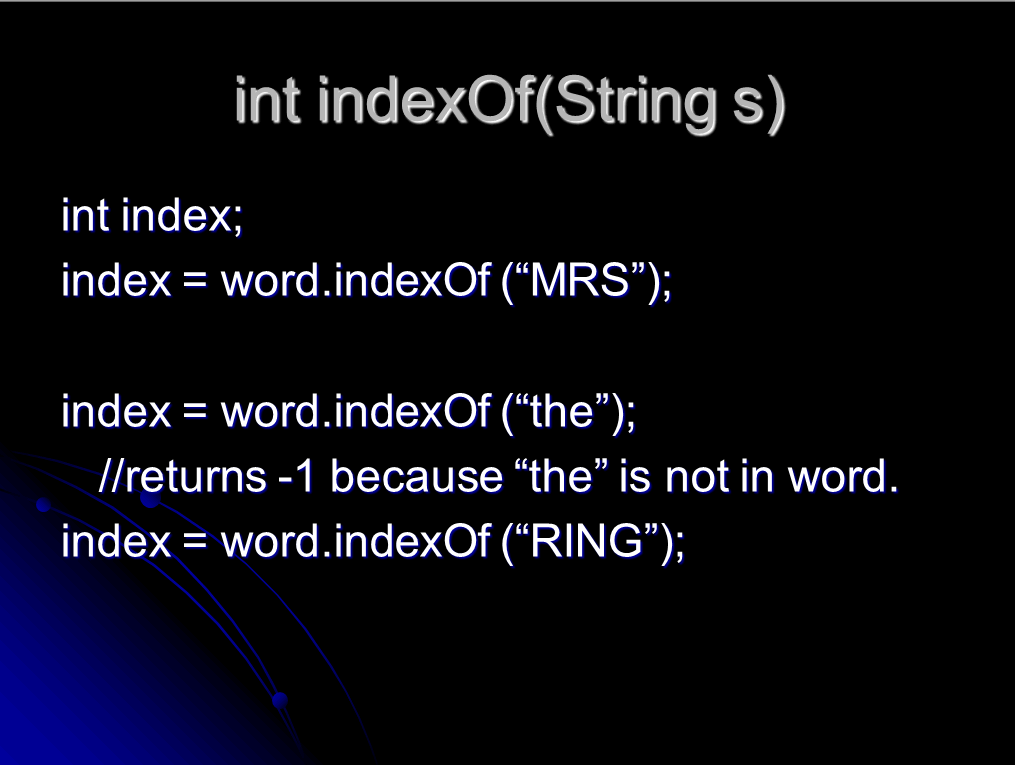 int indexOf(String s)
int index;
index = word.indexOf (“MRS”);
index = word.indexOf (“the”);
//returns -1 because “the” is not in word.
index = word.indexOf (“RING”);